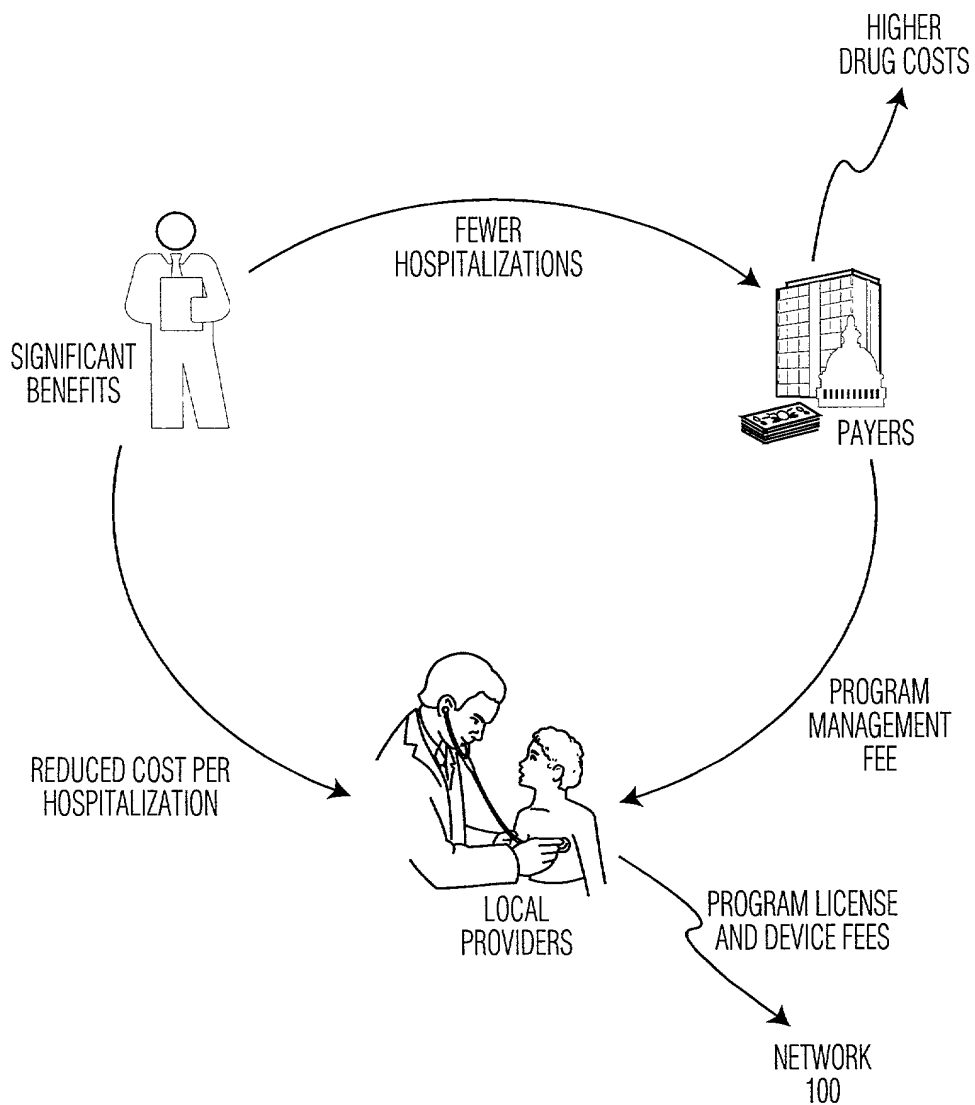 HIGHER
DRUG COSTS
FEWER
HOSPITALIZATIONS
SIGNIFICANT
BENEFITS
PAYERS
PROGRAM
MANAGEMENT
FEE
REDUCED COST PER
HOSPITALIZATION
LOCAL
PROVIDERS
PROGRAM LICENSE
AND DEVICE FEES
NETWORK
100